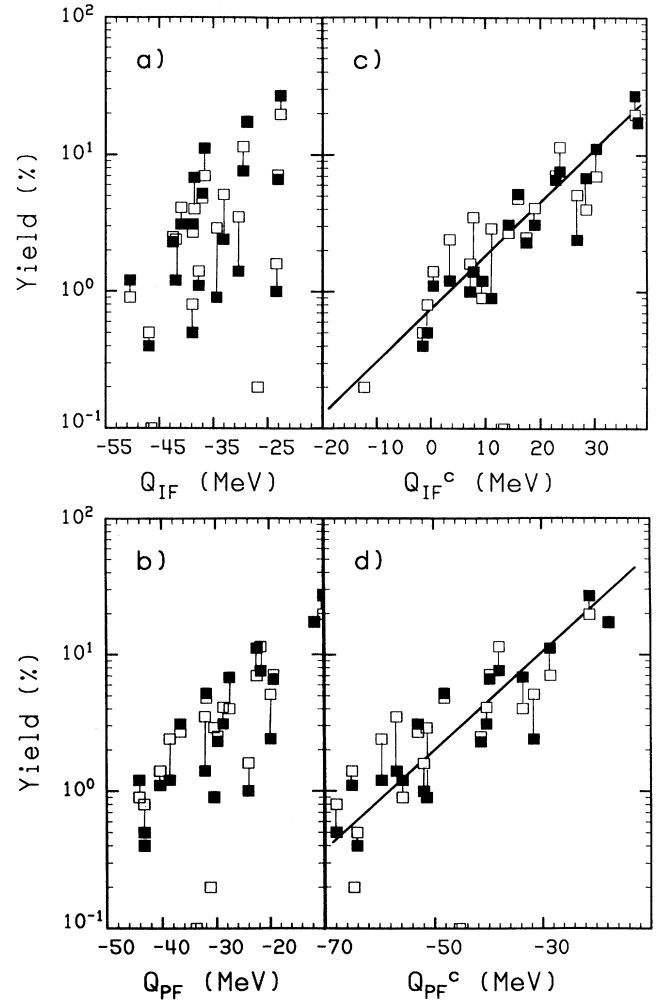 10²
a)
c)
10¹
Yield (%)
10⁰
10⁻¹
-55 -45 -35 -25 -20 -10 0 10 20 30
Q_IF (MeV) Q_IF^c (MeV)
10²
b)
d)
10¹
Yield (%)
10⁰
10⁻¹
-50 -40 -30 -20 -70 -50 -30
Q_PF (MeV) Q_PF^c (MeV)